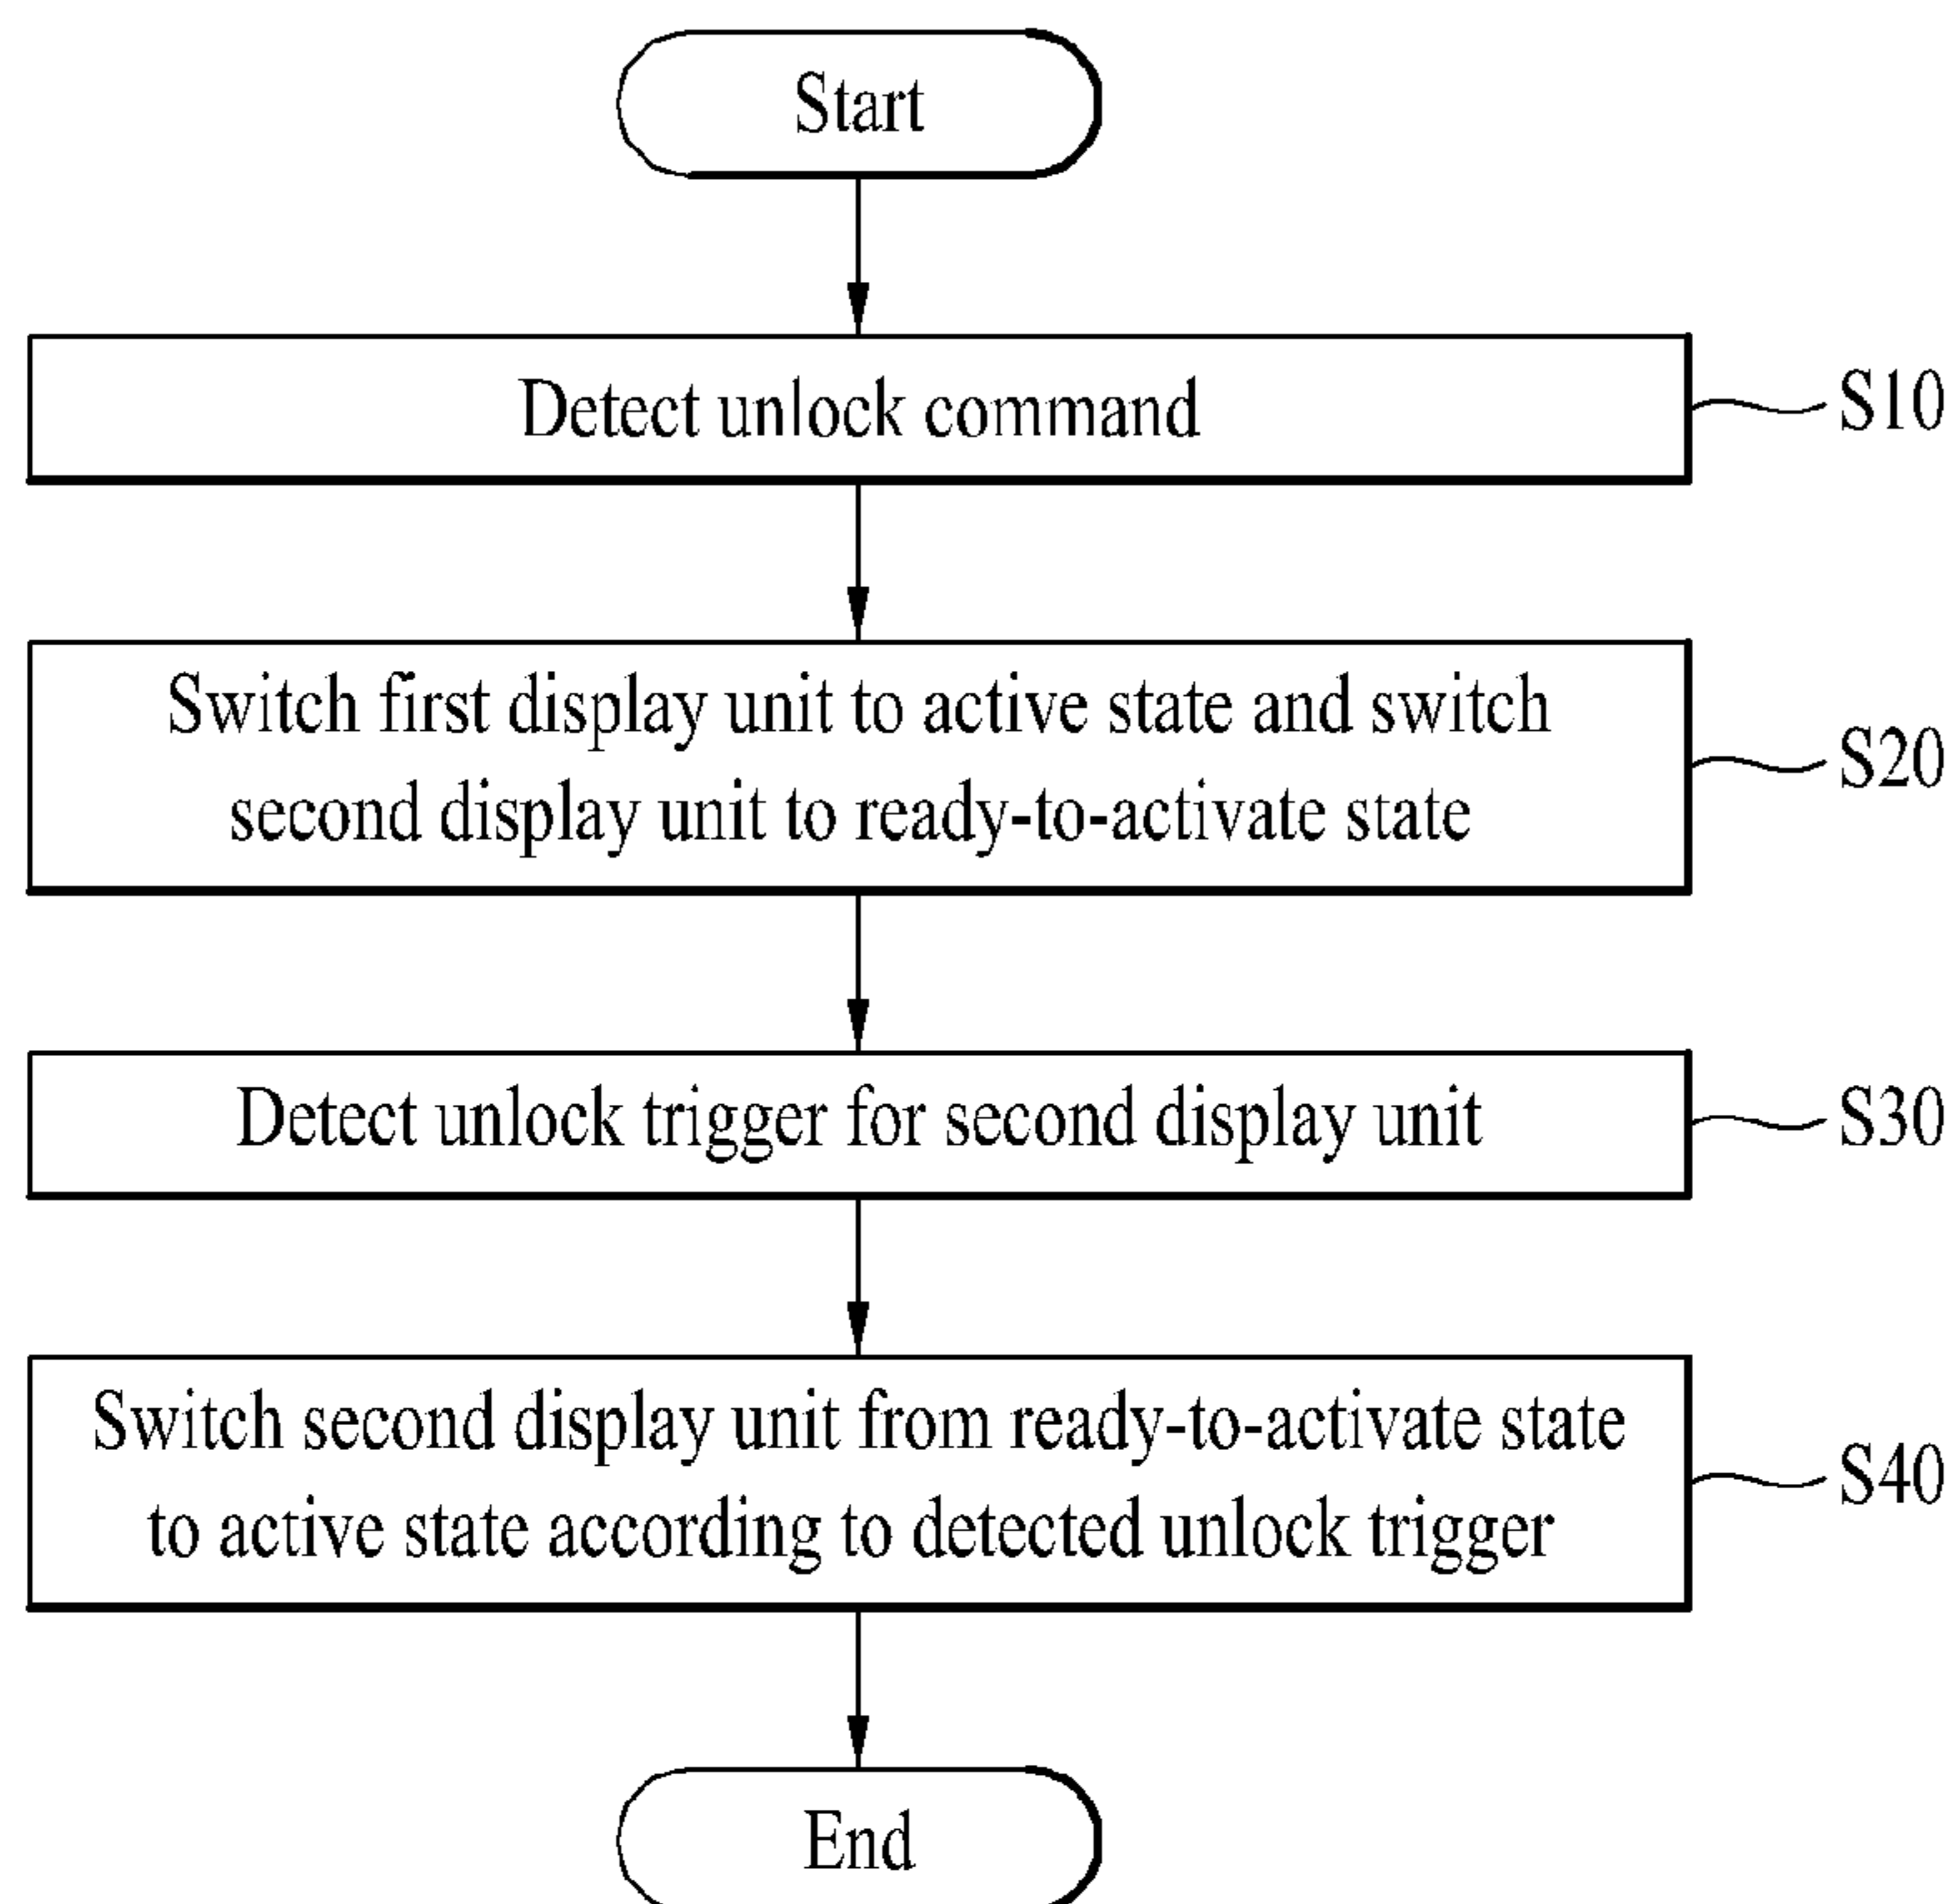 Start
Detect unlock command
S10
Switch first display unit to active state and switch
second display unit to ready-to-activate state
S20
Detect unlock trigger for second display unit
S30
Switch second display unit from ready-to-activate state
to active state according to detected unlock trigger
S40
End